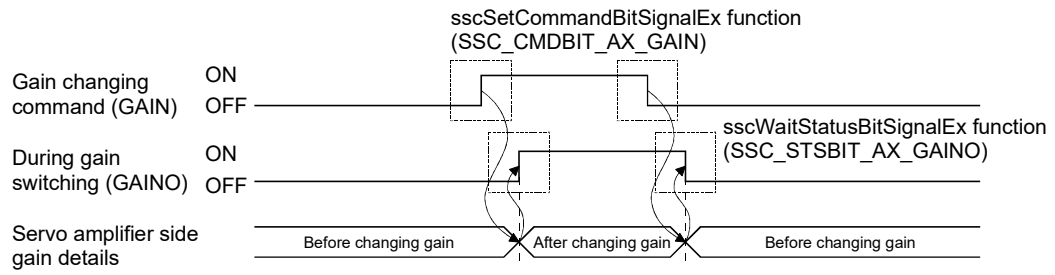 sscSetCommandBitSignalEx function
(SSC_CMDBIT_AX_GAIN)
Gain changing
command (GAIN)
ON
OFF
sscWaitStatusBitSignalEx function
(SSC_STSBIT_AX_GAINO)
During gain
switching (GAINO)
ON
OFF
Servo amplifier side
gain details
Before changing gain
After changing gain
Before changing gain